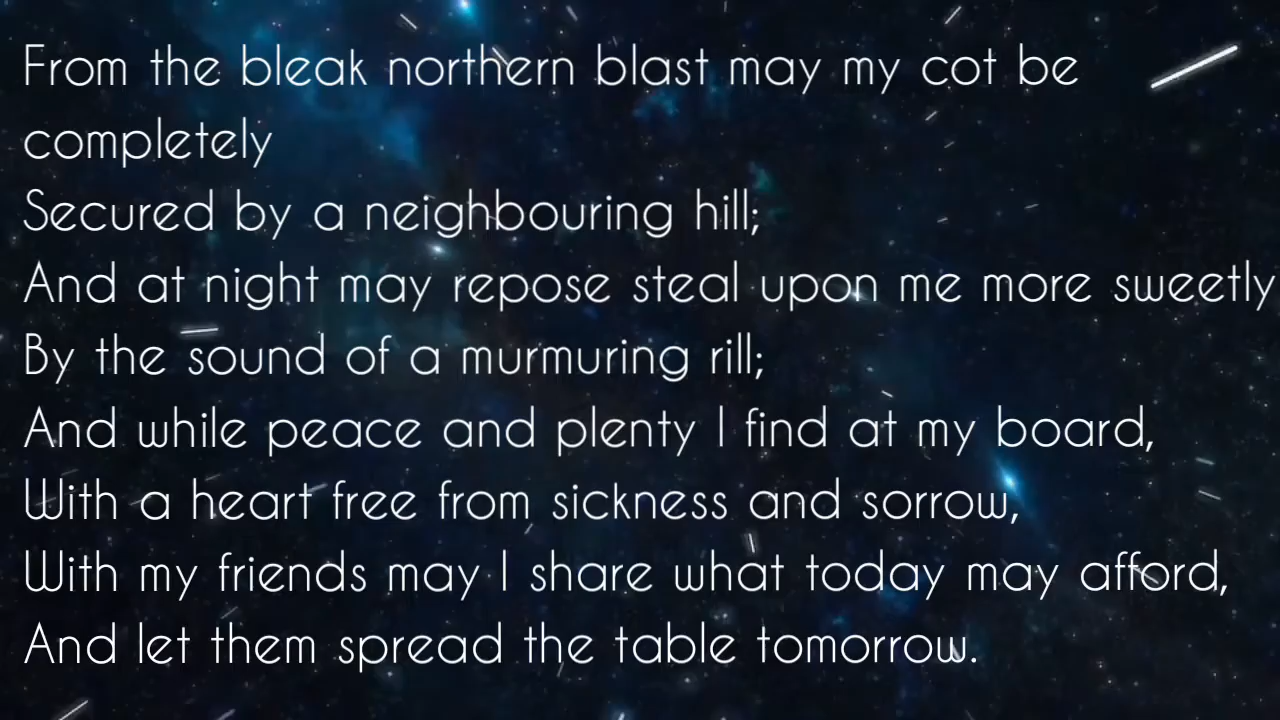 From the bleak northern blast may my cot be
completely
Secured by a neighbouring hill;
And at night may repose steal upon me more sweetly
By the sound of a murmuring rill;
And while peace and plenty I find at my board,
With a heart free from sickness and sorrow,
With my friends may I share what today may afford,
And let them spread the table tomorrow.